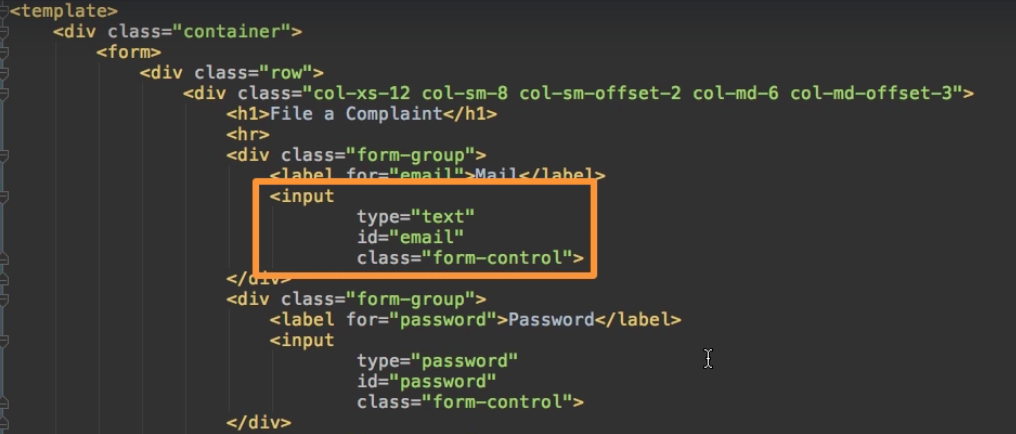 <template>
<div class="container">
<form>
<div class="row">
<div class="col-xs-12 col-sm-8 col-sm-offset-2 col-md-6 col-md-offset-3">
<h1>File a Complaint</h1>
<hr>
<div class="form-group">
<label for="email">Mail</label>
<input
type="text"
id="email"
class="form-control">
</div>
<div class="form-group">
<label for="password">Password</label>
<input
type="password"
id="password"
class="form-control">
</div>